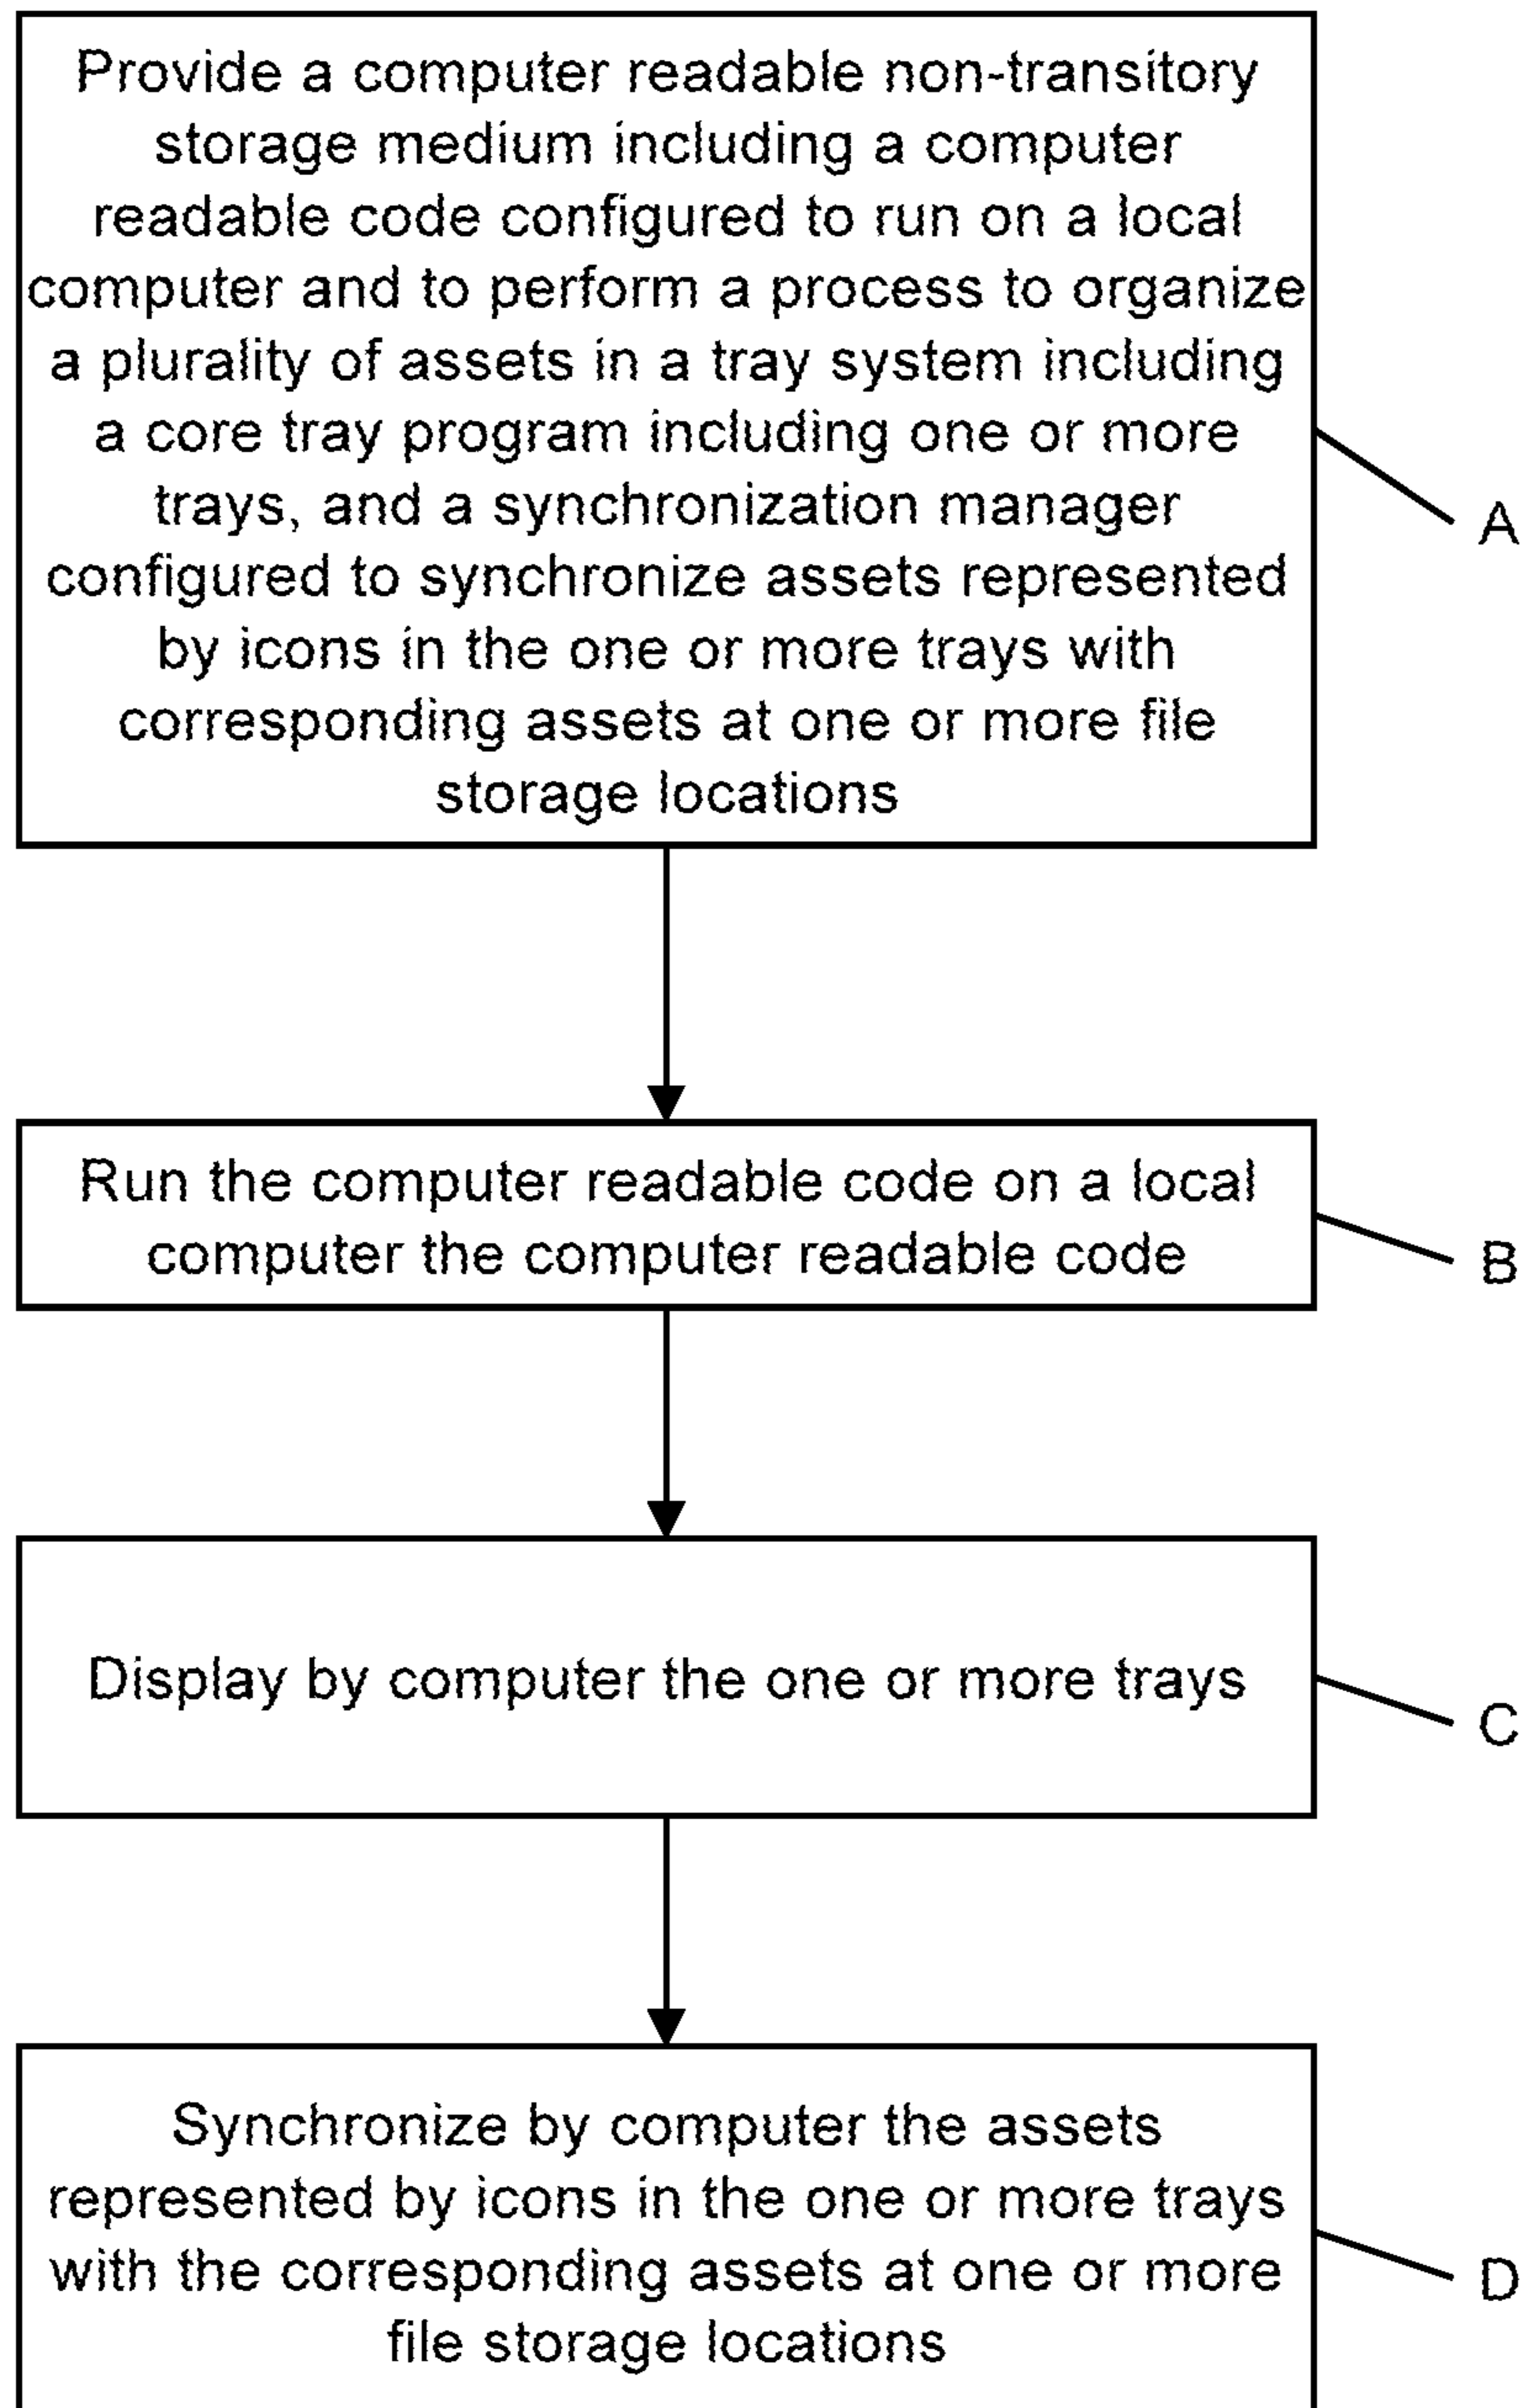 Provide a computer readable non-transitory
storage medium including a computer
readable code configured to run on a local
computer and to perform a process to organize
a plurality of assets in a tray system including
a core tray program including one or more
trays, and a synchronization manager
configured to synchronize assets represented
by icons in the one or more trays with
corresponding assets at one or more file
storage locations
A
Run the computer readable code on a local
computer the computer readable code
B
Display by computer the one or more trays
C
Synchronize by computer the assets
represented by icons in the one or more trays
with the corresponding assets at one or more
file storage locations
D